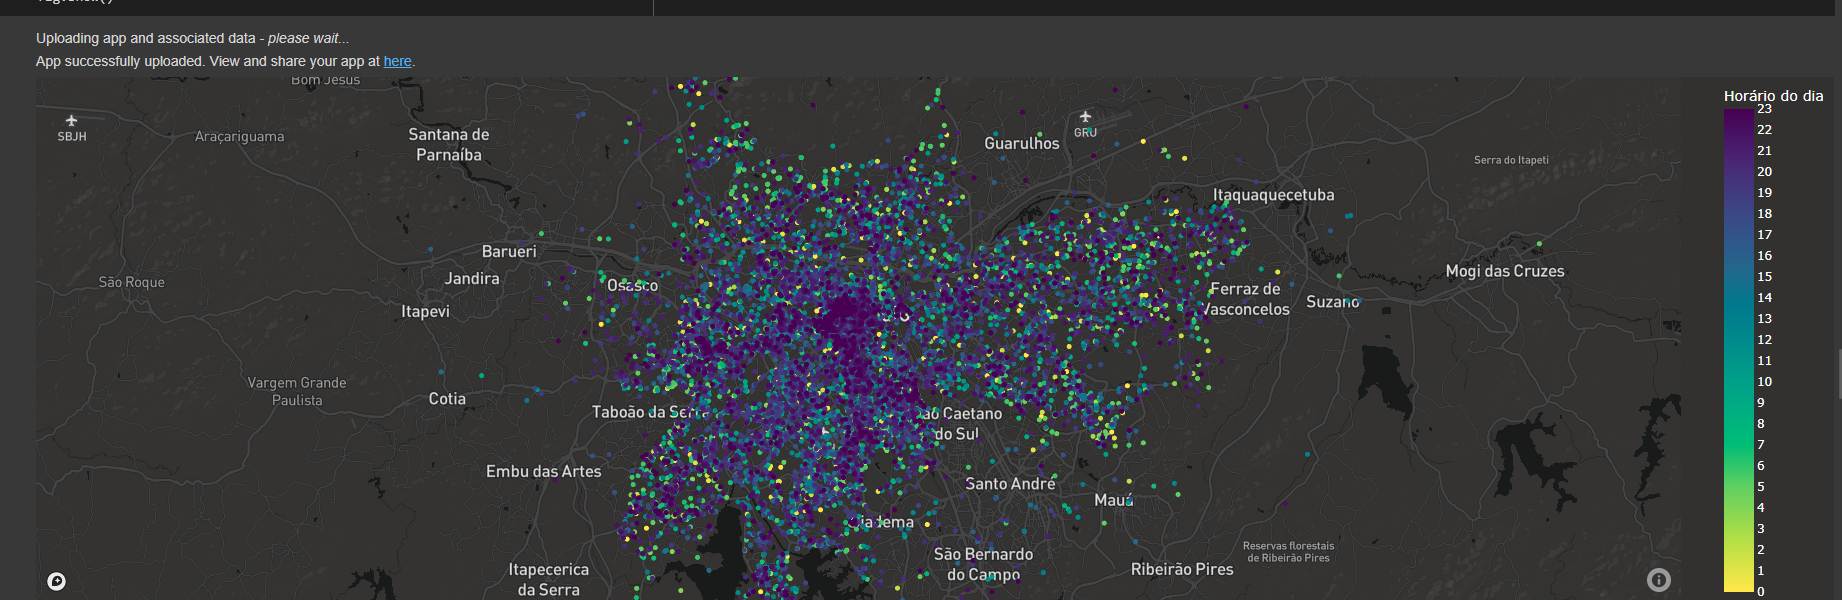 Uploading app and associated data - please wait...
App successfully uploaded. View and share your app at here.
Bom Jesus
SBJH
Araçariguama
Santana de
Parnaíba
Guarulhos
GRU
Serra do Itapeti
Itaquaquecetuba
Barueri
Jandira
Osasco
São Roque
Itapevi
Ferraz de
Vasconcelos
Suzano
Mogi das Cruzes
Vargem Grande
Paulista
Cotia
Taboão da Serra
ão Caetano
do Sul
Embu das Artes
Santo André
Mauá
iadema
São Bernardo
do Campo
Ribeirão Pires
Reservas florestais
de Ribeirão Pires
Itapecerica
da Serra
Horário do dia
23
22
21
20
19
18
17
16
15
14
13
12
11
10
9
8
7
6
5
4
3
2
1
0